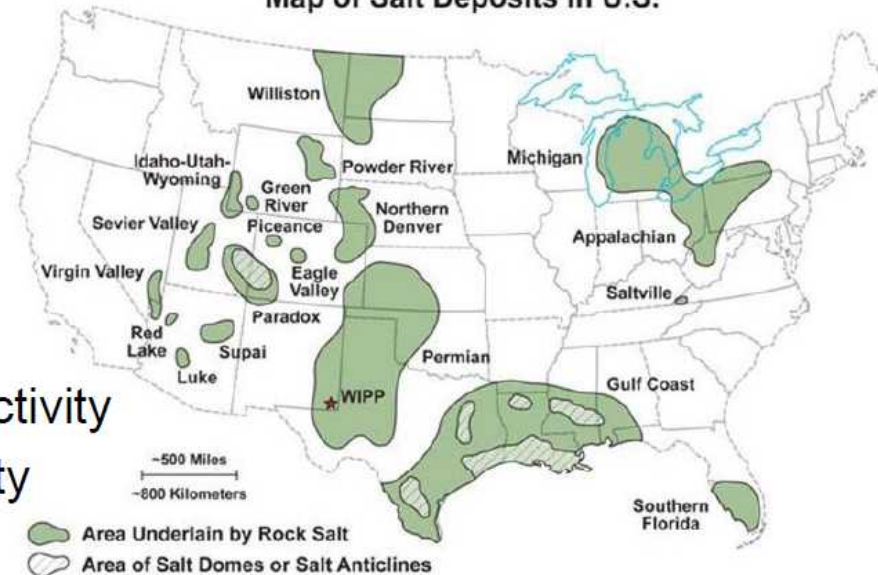 Map of Salt Deposits in U.S.
Williston
Idaho-Utah-
Wyoming
Powder River
Michigan
Green
River
Northern
Denver
Sevier Valley
Piceance
Appalachian
Virgin Valley
Eagle
Valley
Saltville
Paradox
Red
Lake
Supai
Permian
Luke
Gulf Coast
WIPP
ctivity
~500 Miles
ty
~800 Kilometers
Southern
Florida
Area Underlain by Rock Salt
Area of Salt Domes or Salt Anticlines